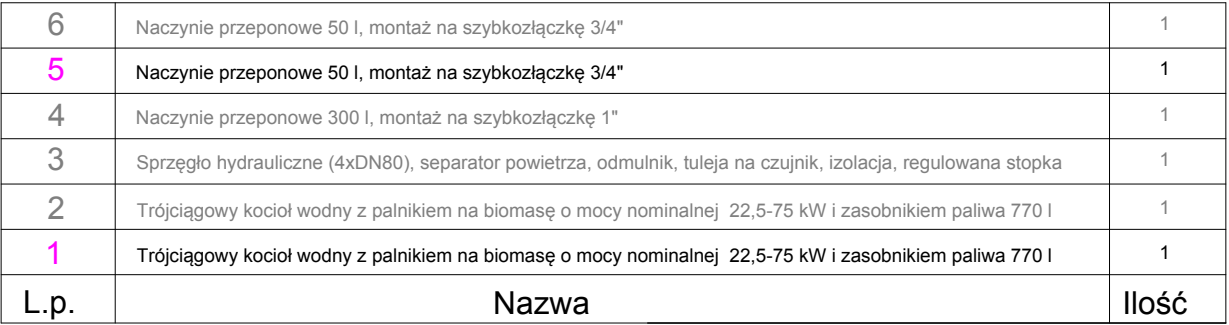 6 Naczynie przeponowe 50 l, montaż na szybkozłączkę 3/4" 1
5 Naczynie przeponowe 50 l, montaż na szybkozłączkę 3/4" 1
4 Naczynie przeponowe 300 l, montaż na szybkozłączkę 1" 1
3 Sprzęgło hydrauliczne (4xDN80), separator powietrza, odmulnik, tuleja na czujnik, izolacja, regulowana stopka 1
2 Trójciągowy kocioł wodny z palnikiem na biomasę o mocy nominalnej 22,5-75 kW i zasobnikiem paliwa 770 l 1
1 Trójciągowy kocioł wodny z palnikiem na biomasę o mocy nominalnej 22,5-75 kW i zasobnikiem paliwa 770 l 1
L.p. Nazwa Ilość